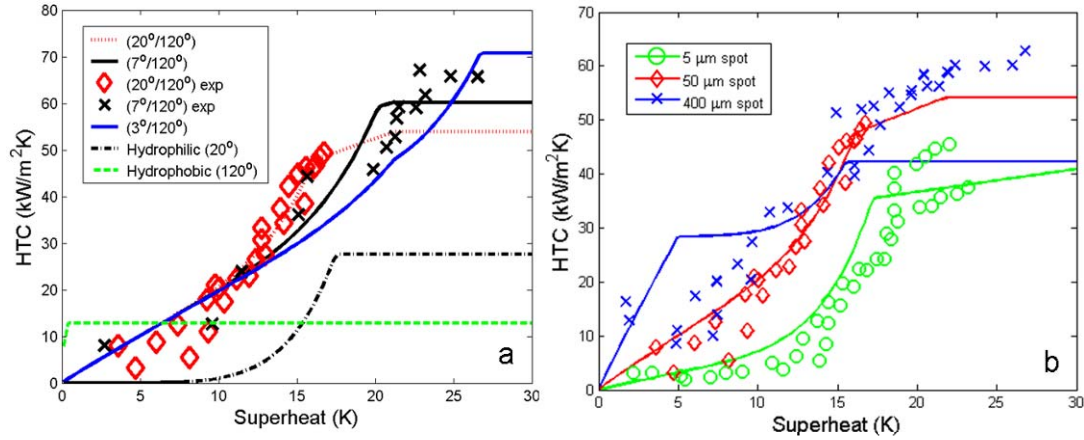 80
70
60
50
40
30
20
10
0
HTC (kW/m²K)
(20°/120°)
(7°/120°)
(20°/120°) exp
(7°/120°) exp
(3°/120°)
Hydrophilic (20°)
Hydrophobic (120°)
a
0 5 10 15 20 25 30
Superheat (K)
70
60
50
40
30
20
10
0
HTC (kW/m²K)
5 µm spot
50 µm spot
400 µm spot
b
0 5 10 15 20 25 30
Superheat (K)